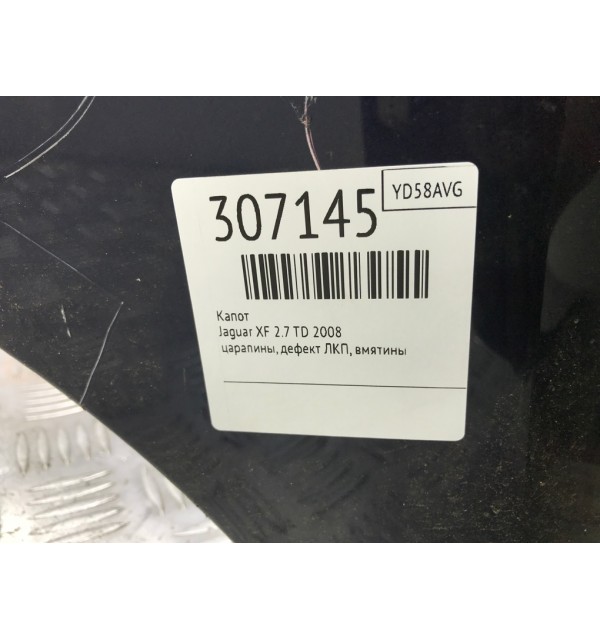 YD58AVG
307145
Капот
Jaguar XF 2.7 TD 2008
царапины, дефект ЛКП, вмятины